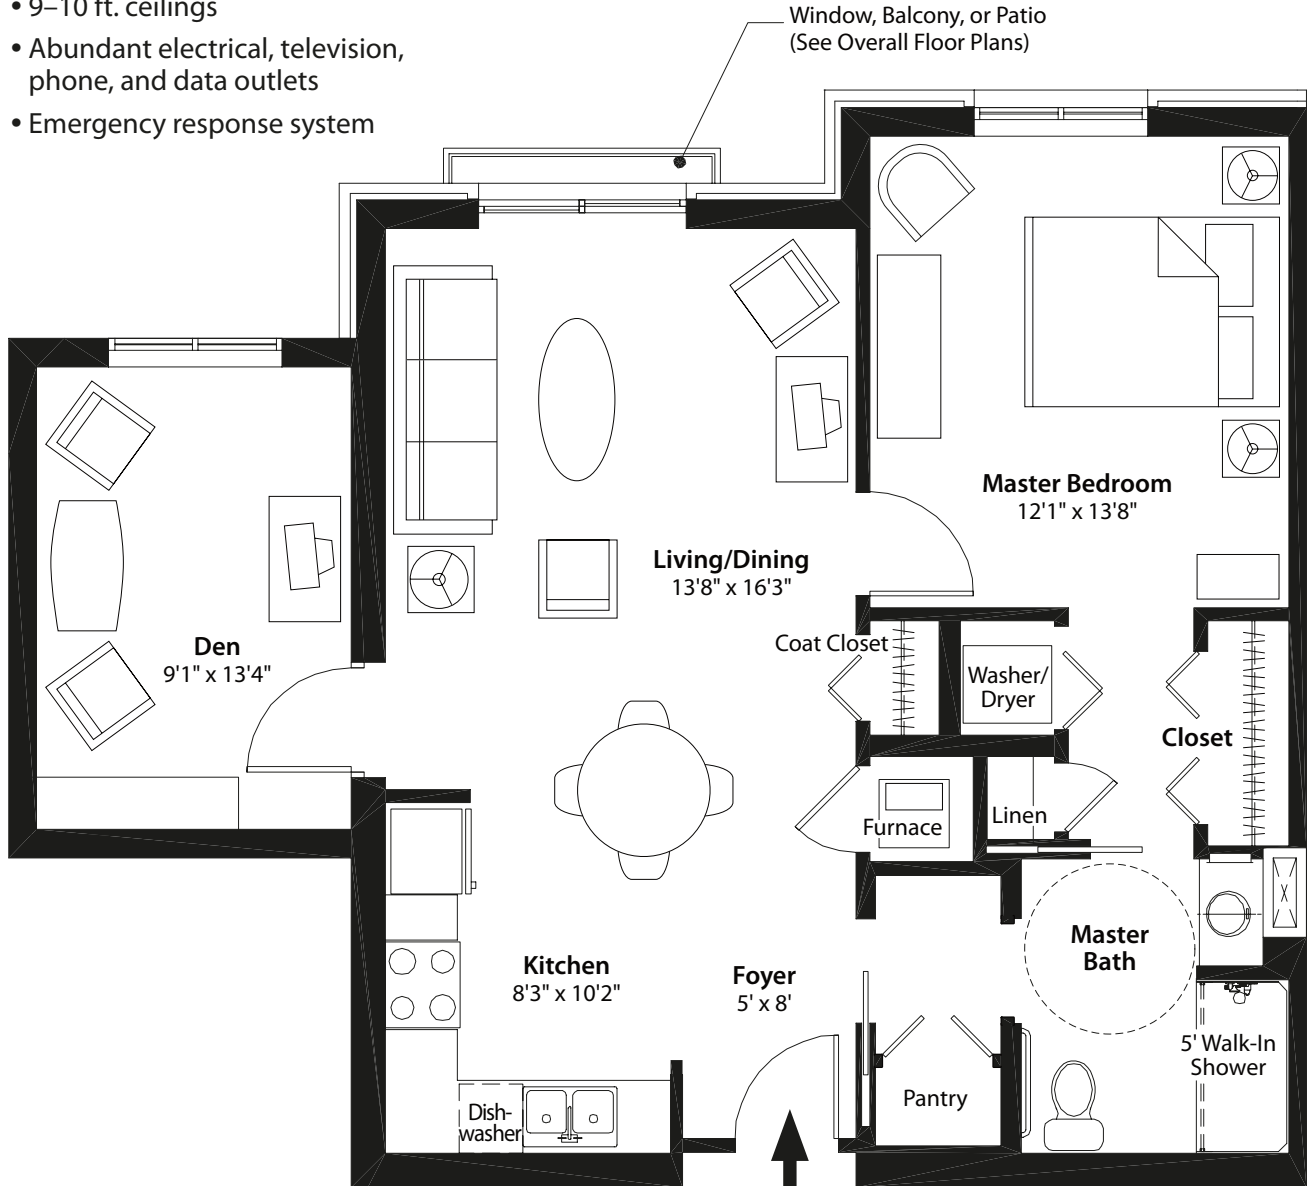 • 9–10 ft. ceilings
• Abundant electrical, television,
phone, and data outlets
• Emergency response system
Window, Balcony, or Patio
(See Overall Floor Plans)
Master Bedroom
12'1" x 13'8"
Living/Dining
13'8" x 16'3"
Den
9'1" x 13'4"
Coat Closet
Washer/
Dryer
Closet
Furnace
Linen
Master
Bath
Kitchen
8'3" x 10'2"
Foyer
5' x 8'
5' Walk-In
Shower
Pantry
Dish-
washer